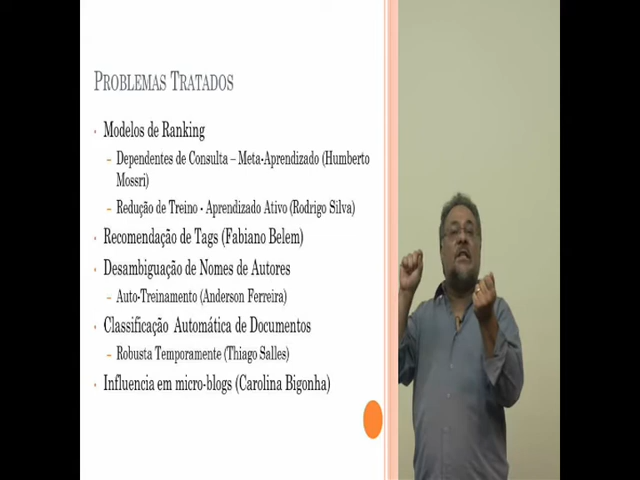 PROBLEMAS TRATADOS
Modelos de Ranking
– Dependentes de Consulta – Meta-Aprendizado (Humberto
Mossri)
– Redução de Treino - Aprendizado Ativo (Rodrigo Silva)
Recomendação de Tags (Fabiano Belem)
Desambiguação de Nomes de Autores
– Auto-Treinamento (Anderson Ferreira)
Classificação Automática de Documentos
– Robusta Temporamente (Thiago Salles)
Influencia em micro-blogs (Carolina Bigonha)